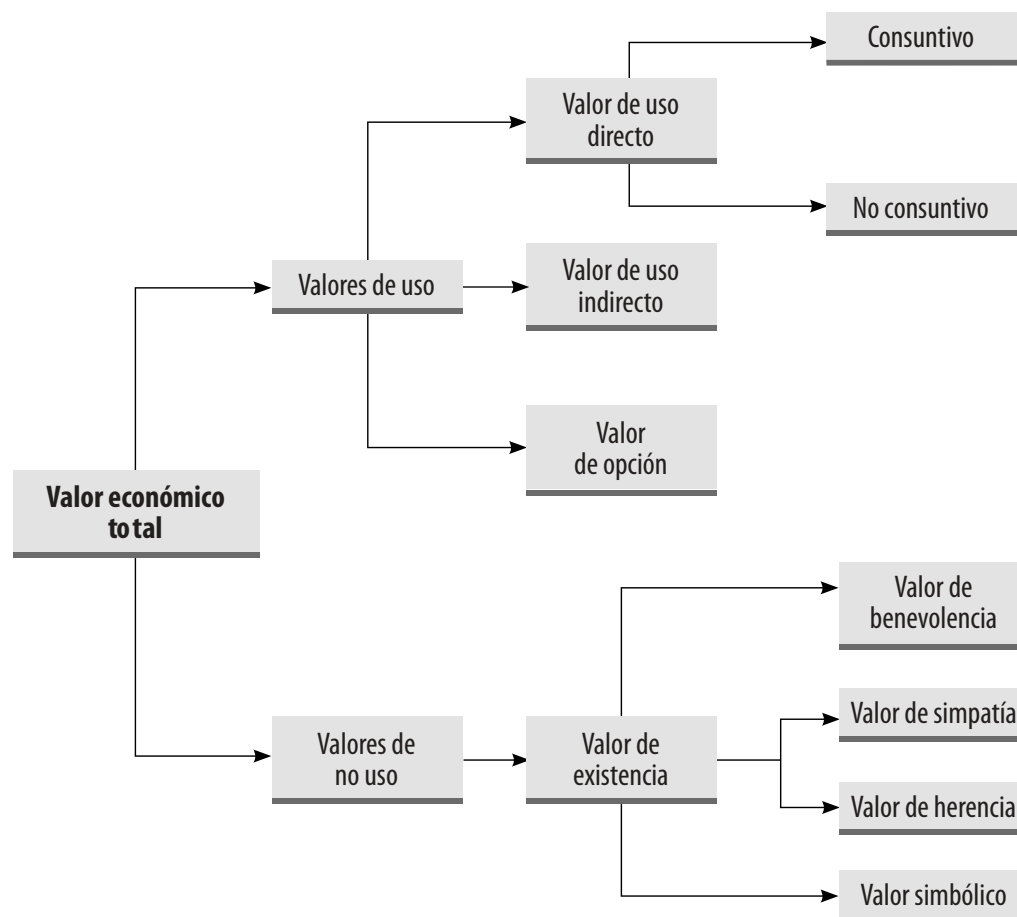 Consuntivo
Valor de uso
directo
No consuntivo
Valores de uso
Valor de uso
indirecto
Valor
de opción
Valor económico
to tal
Valor de
benevolencia
Valores de
no uso
Valor de
existencia
Valor de simpatía
Valor de herencia
Valor simbólico